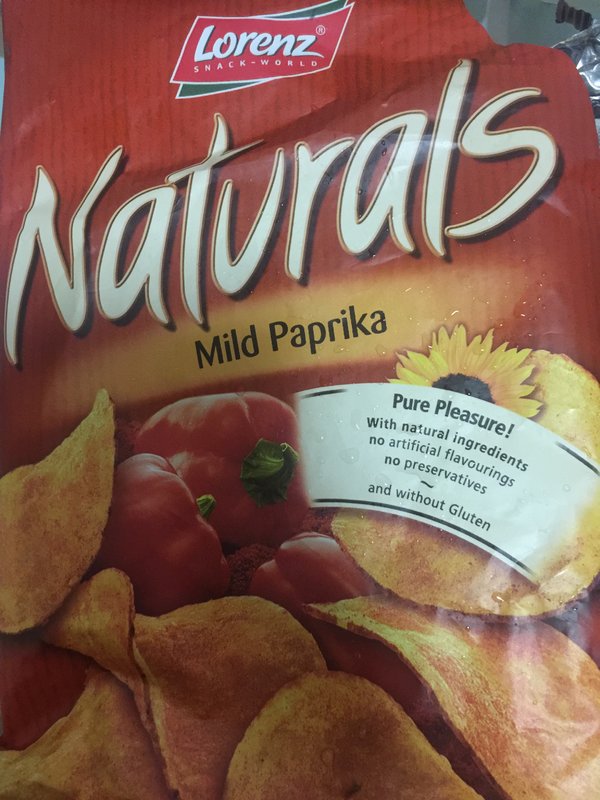 Lorenz®
SNACK-WORLD
Naturals
Mild Paprika
Pure Pleasure!
With natural ingredients
no artificial flavourings
no preservatives
~
and without Gluten